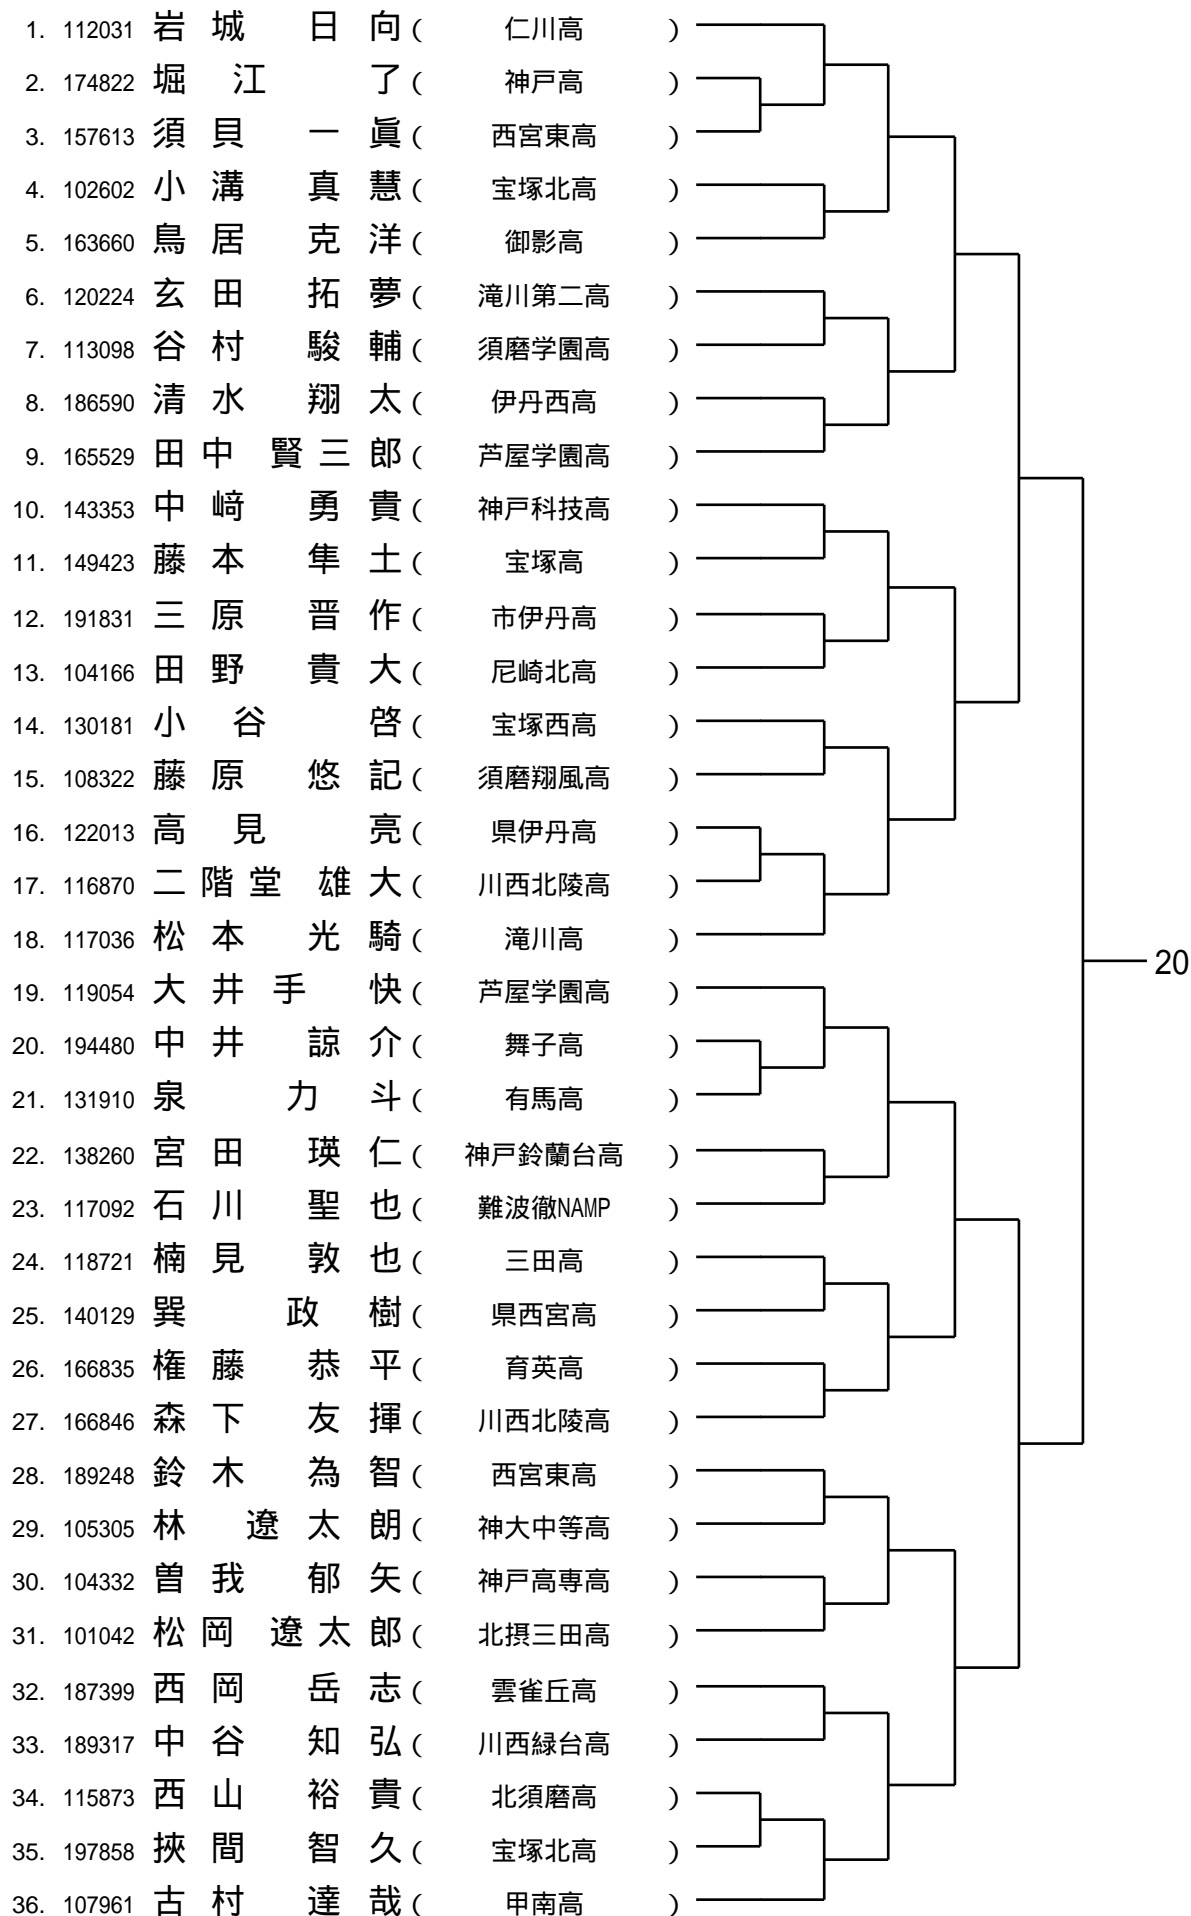 1. 112031 岩城 日向 ( 仁川高 )
2. 174822 堀江 了 ( 神戸高 )
3. 157613 須貝 一眞 ( 西宮東高 )
4. 102602 小溝 真慧 ( 宝塚北高 )
5. 163660 鳥居 克洋 ( 御影高 )
6. 120224 玄田 拓夢 ( 滝川第二高 )
7. 113098 谷村 駿輔 ( 須磨学園高 )
8. 186590 清水 翔太 ( 伊丹西高 )
9. 165529 田中 賢三郎 ( 芦屋学園高 )
10. 143353 中﨑 勇貴 ( 神戸科技高 )
11. 149423 藤本 隼士 ( 宝塚高 )
12. 191831 三原 晋作 ( 市伊丹高 )
13. 104166 田野 貴大 ( 尼崎北高 )
14. 130181 小谷 啓 ( 宝塚西高 )
15. 108322 藤原 悠記 ( 須磨翔風高 )
16. 122013 高見 亮 ( 県伊丹高 )
17. 116870 二階堂 雄大 ( 川西北陵高 )
18. 117036 松本 光騎 ( 滝川高 )
20
19. 119054 大井手 快 ( 芦屋学園高 )
20. 194480 中井 諒介 ( 舞子高 )
21. 131910 泉 力斗 ( 有馬高 )
22. 138260 宮田 瑛仁 ( 神戸鈴蘭台高 )
23. 117092 石川 聖也 ( 難波徹NAMP )
24. 118721 楠見 敦也 ( 三田高 )
25. 140129 巽 政樹 ( 県西宮高 )
26. 166835 権藤 恭平 ( 育英高 )
27. 166846 森下 友揮 ( 川西北陵高 )
28. 189248 鈴木 為智 ( 西宮東高 )
29. 105305 林 遼太朗 ( 神大中等高 )
30. 104332 曽我 郁矢 ( 神戸高専高 )
31. 101042 松岡 遼太郎 ( 北摂三田高 )
32. 187399 西岡 岳志 ( 雲雀丘高 )
33. 189317 中谷 知弘 ( 川西緑台高 )
34. 115873 西山 裕貴 ( 北須磨高 )
35. 197858 挾間 智久 ( 宝塚北高 )
36. 107961 古村 達哉 ( 甲南高 )